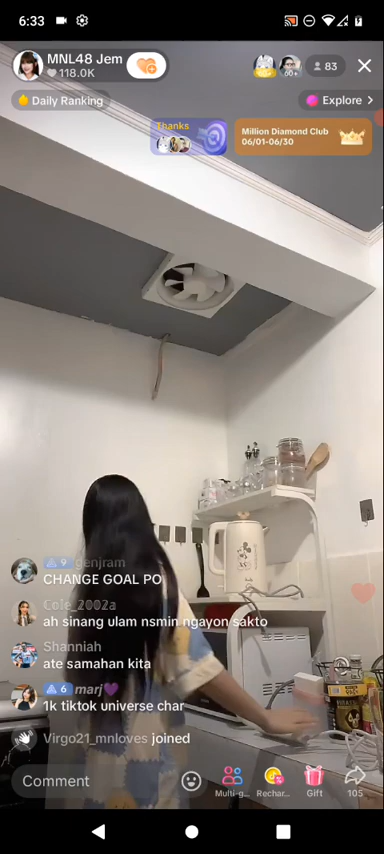 6:33
MNL48 Jem
118.0K
60+
83
Daily Ranking
Explore
Thanks
Million Diamond Club
06/01-06/30
9 genjram
CHANGE GOAL PO
Cole_2002a
ah sinang ulam nsmin ngayon sakto
Shanniah
ate samahan kita
6 marj
1k tiktok universe char
Virgo21_mnloves joined
Comment
Multi-g...
Rechar...
Gift
105